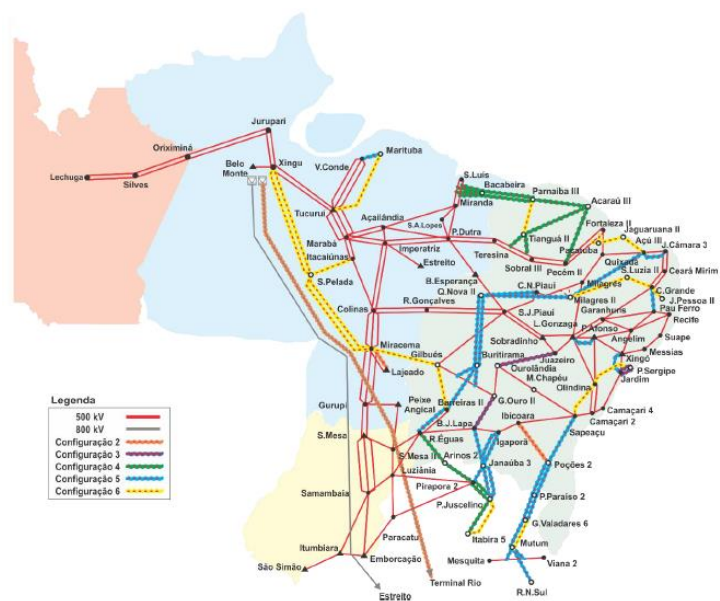 Jurupari
Oriximiná
Lechuga
Silves
Belo
Monte
Xingu
V.Conde
Marituba
S.Luis
Bacabeira
Parnaiba III
Acaraú III
Tucuruí
Miranda
Açailândia
S.A.Lopes
Fortaleza II
Jaguaruana II
Tianguá II
P.Dutra
Pacatuba
Açú III
Marabá
Itacaiúnas
Imperatriz
Teresina
Quixadá
J.Câmara 3
Estreito
Sobral III
Pecém II
S.Luzia II
Ceará Mirim
S.Pelada
B.Esperança
C.N.Piaui
Milagres
C.Grande
Q.Nova II
Milagres II
J.Pessoa II
Colinas
R.Gonçalves
S.J.Piauí
Garanhuns
Pau Ferro
L.Gonzaga
Recife
P.Afonso
Sobradinho
Angelim
Suape
Miracema
Gilbués
Buritirama
Juazeiro
Messias
Xingó
Lajeado
Ourolândia
P.Sergipe
M.Chapéu
Olindina
Jardim
Legenda
500 kV
800 kV
Configuração 2
Configuração 3
Configuração 4
Configuração 5
Configuração 6
Gurupi
Peixe
Angical
Barreiras II
G.Ouro II
Camaçari 4
Ibicoara
Camaçari 2
B.J.Lapa
Sapeaçu
S.Mesa
R.Éguas
Igaporã
S.Mesa II
Arinos 2
Luziânia
Janaúba 3
Poções 2
Samambaia
Pirapora 2
P.Juscelino
P.Paraiso 2
Paracatu
G.Valadares 6
Itabira 5
Itumbiara
Emborcação
Mutum
São Simão
Mesquita
Viana 2
Terminal Rio
Estreito
R.N.Sul